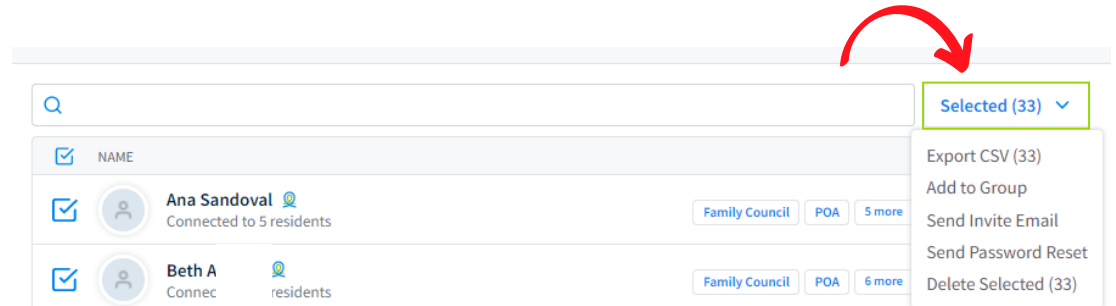 Selected (33)
NAME
Export CSV (33)
Add to Group
Send Invite Email
Send Password Reset
Delete Selected (33)
Ana Sandoval
Connected to 5 residents
Family Council POA 5 more
Beth A
residents
Family Council POA 6 more